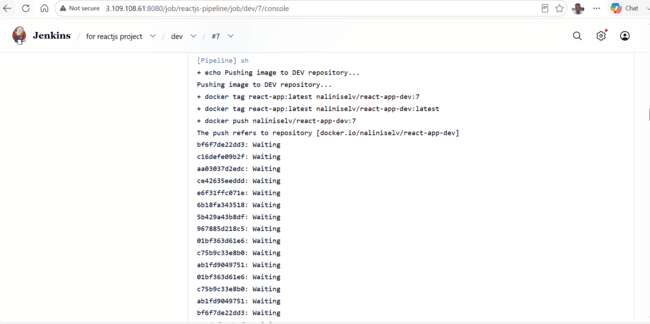 Not secure 3.109.108.61:8080/job/reactjs-pipeline/job/dev/7/console
Chat
Jenkins / for reactjs project / dev / #7
[Pipeline] sh
+ echo Pushing image to DEV repository...
Pushing image to DEV repository...
+ docker tag react-app:latest naliniselv/react-app-dev:7
+ docker tag react-app:latest naliniselv/react-app-dev:latest
+ docker push naliniselv/react-app-dev:7
The push refers to repository [docker.io/naliniselv/react-app-dev]
bf6f7de22dd3: Waiting
c16defe09b2f: Waiting
aa03037d2edc: Waiting
ce42635eeddd: Waiting
e6f31ffc071e: Waiting
6b18fa343518: Waiting
5b429a43b8df: Waiting
967885d218c5: Waiting
01bf363d61e6: Waiting
c75b9c33e8b0: Waiting
ab1fd9049751: Waiting
01bf363d61e6: Waiting
c75b9c33e8b0: Waiting
ab1fd9049751: Waiting
bf6f7de22dd3: Waiting